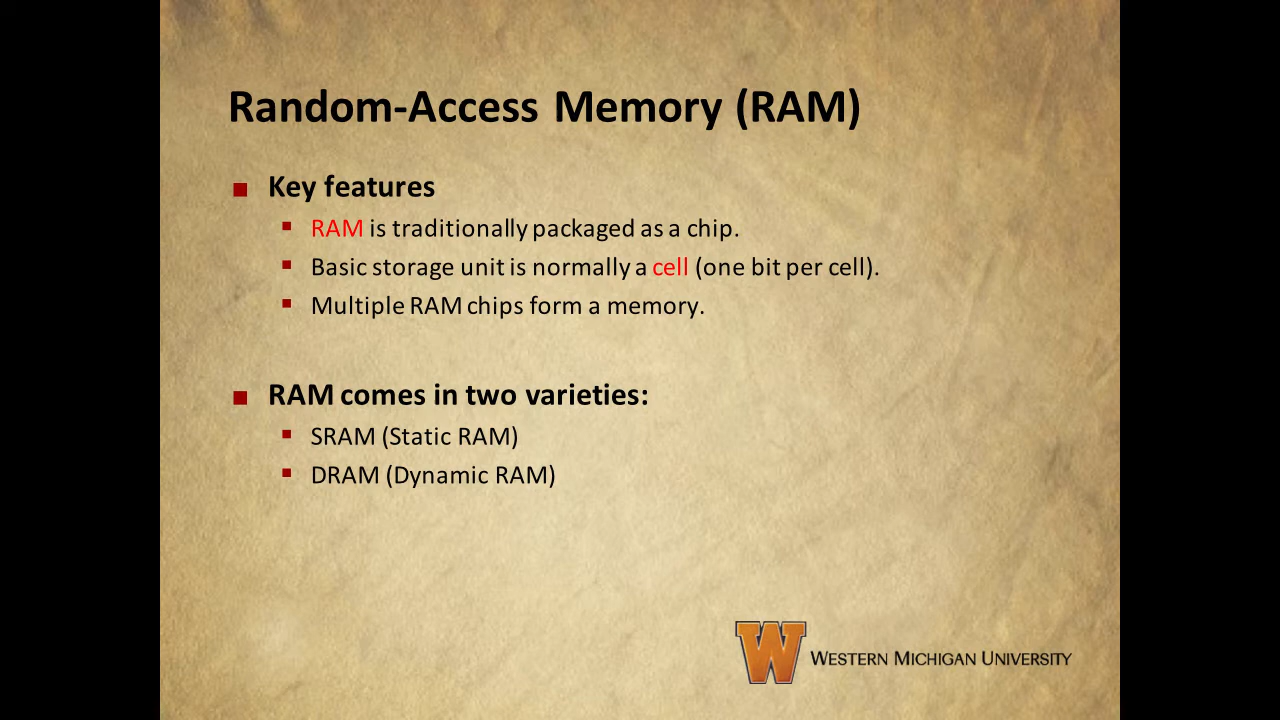 Random-Access Memory (RAM)
Key features
RAM is traditionally packaged as a chip.
Basic storage unit is normally a cell (one bit per cell).
Multiple RAM chips form a memory.
RAM comes in two varieties:
SRAM (Static RAM)
DRAM (Dynamic RAM)
W WESTERN MICHIGAN UNIVERSITY